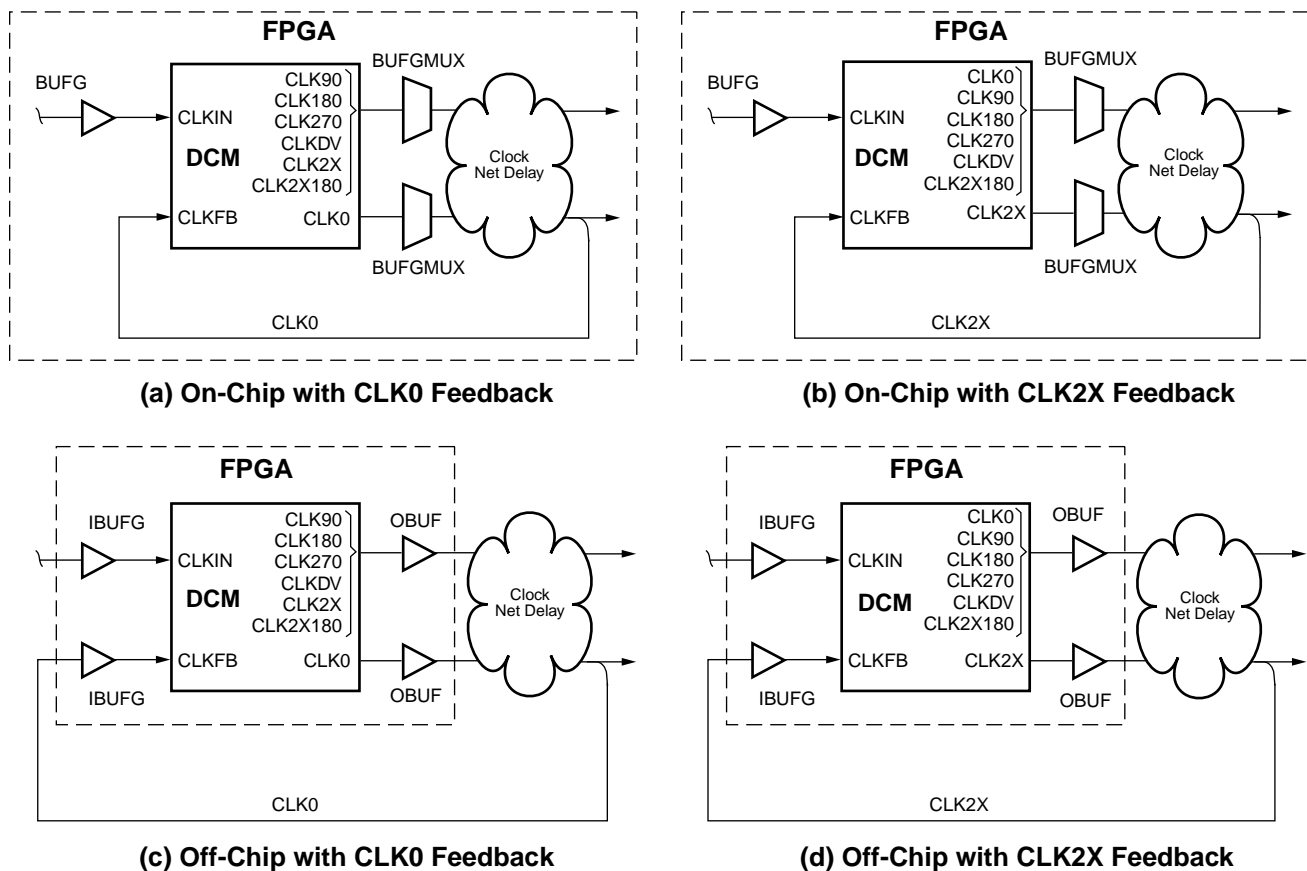 FPGA
BUFG
CLKIN
DCM
CLKFB
CLK90
CLK180
CLK270
CLKDV
CLK2X
CLK2X180
CLK0
BUFGMUX
BUFGMUX
Clock
Net Delay
CLK0
(a) On-Chip with CLK0 Feedback
FPGA
BUFG
CLKIN
DCM
CLKFB
CLK0
CLK90
CLK180
CLK270
CLKDV
CLK2X180
CLK2X
BUFGMUX
BUFGMUX
Clock
Net Delay
CLK2X
(b) On-Chip with CLK2X Feedback
FPGA
IBUFG
IBUFG
CLKIN
DCM
CLKFB
CLK90
CLK180
CLK270
CLKDV
CLK2X
CLK2X180
CLK0
OBUF
OBUF
Clock
Net Delay
CLK0
(c) Off-Chip with CLK0 Feedback
FPGA
IBUFG
IBUFG
CLKIN
DCM
CLKFB
CLK0
CLK90
CLK180
CLK270
CLKDV
CLK2X180
CLK2X
OBUF
OBUF
Clock
Net Delay
CLK2X
(d) Off-Chip with CLK2X Feedback